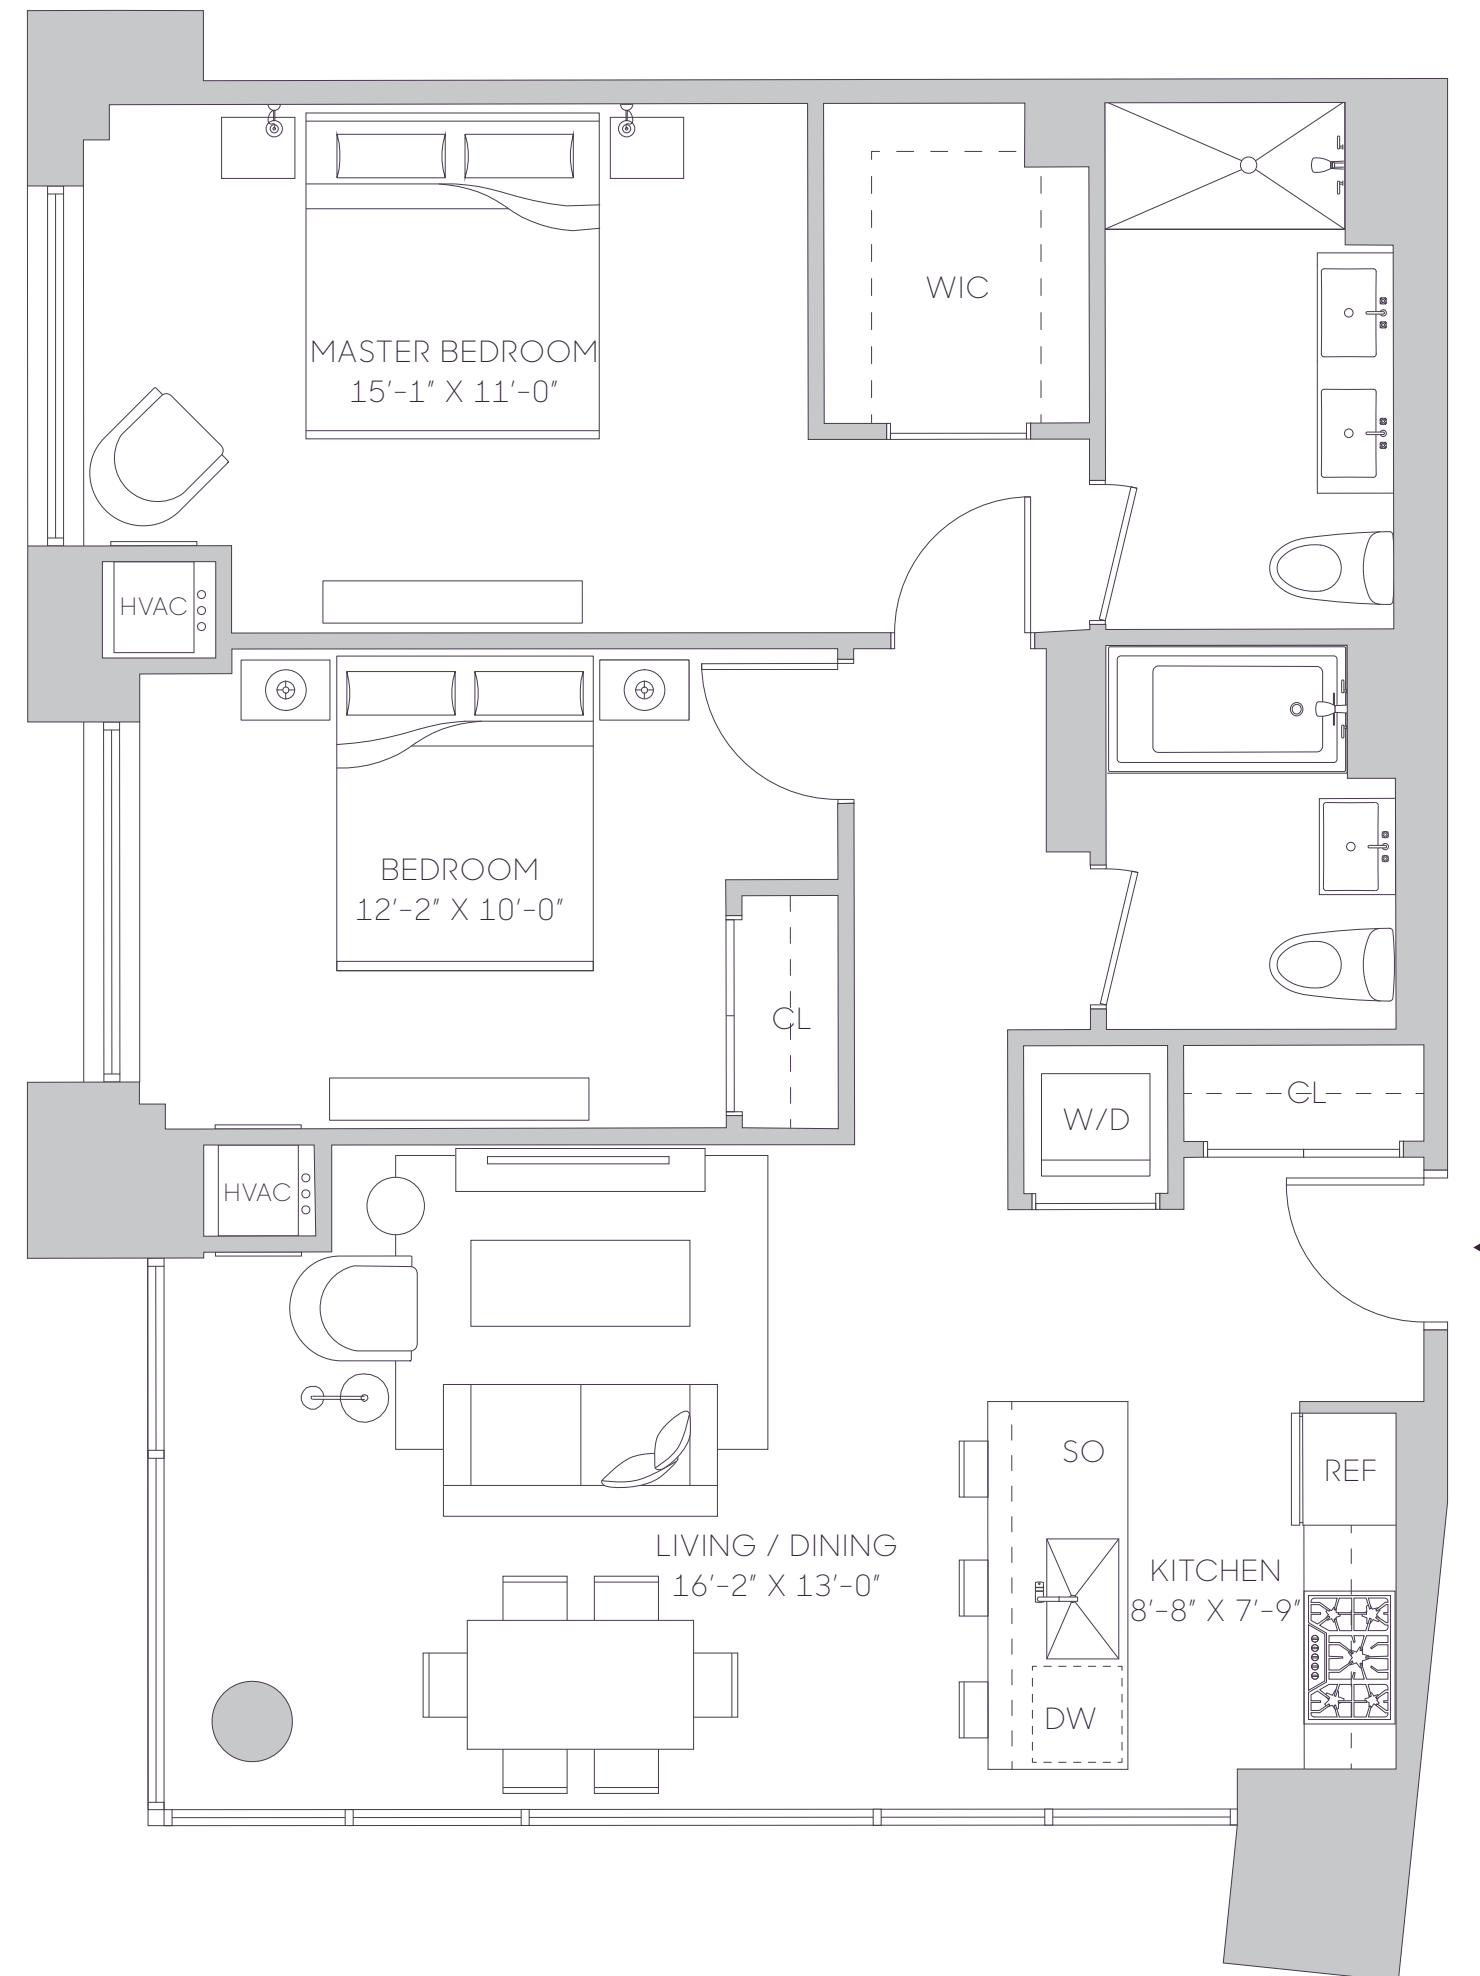 WIC
MASTER BEDROOM
15'-1" X 11'-0"
HVAC
BEDROOM
12'-2" X 10'-0"
CL
CL
W/D
HVAC
SO
REF
LIVING / DINING
16'-2" X 13'-0"
KITCHEN
8'-8" X 7'-9"
DW